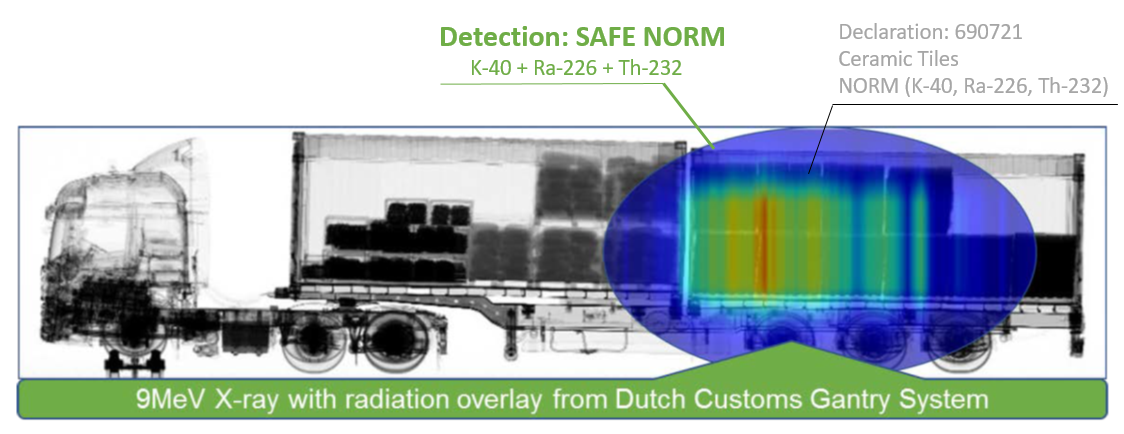 Detection: SAFE NORM
K-40 + Ra-226 + Th-232
Declaration: 690721
Ceramic Tiles
NORM (K-40, Ra-226, Th-232)
9MeV X-ray with radiation overlay from Dutch Customs Gantry System